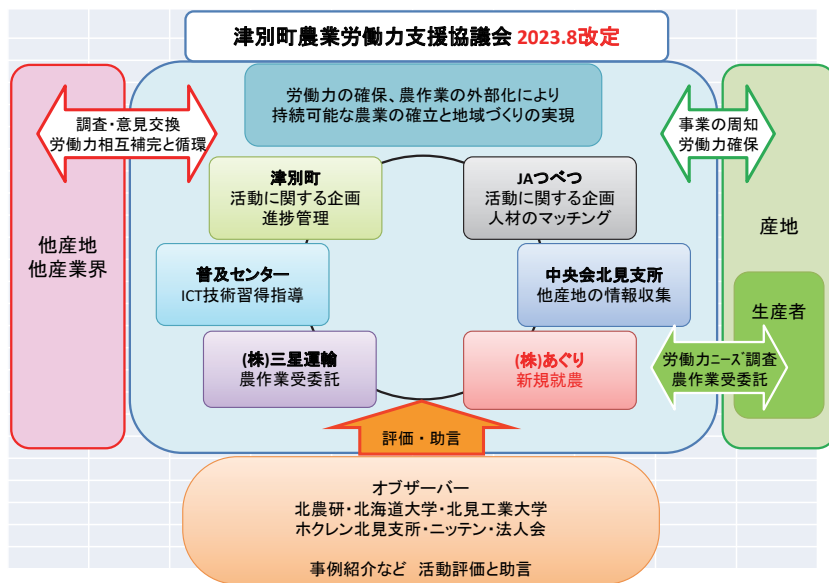 津別町農業労働力支援協議会 2023.8改定
労働力の確保、農作業の外部化により
持続可能な農業の確立と地域づくりの実現
調査・意見交換
労働力相互補完と循環
事業の周知
労働力確保
津別町
活動に関する企画
進捗管理
JAつべつ
活動に関する企画
人材のマッチング
他産地
他産業界
産地
普及センター
ICT技術習得指導
中央会北見支所
他産地の情報収集
生産者
(株)三星運輸
農作業受委託
(株)あぐり
新規就農
労働力ニーズ調査
農作業受委託
評価・助言
オブザーバー
北農研・北海道大学・北見工業大学
ホクレン北見支所・ニッテン・法人会
事例紹介など 活動評価と助言